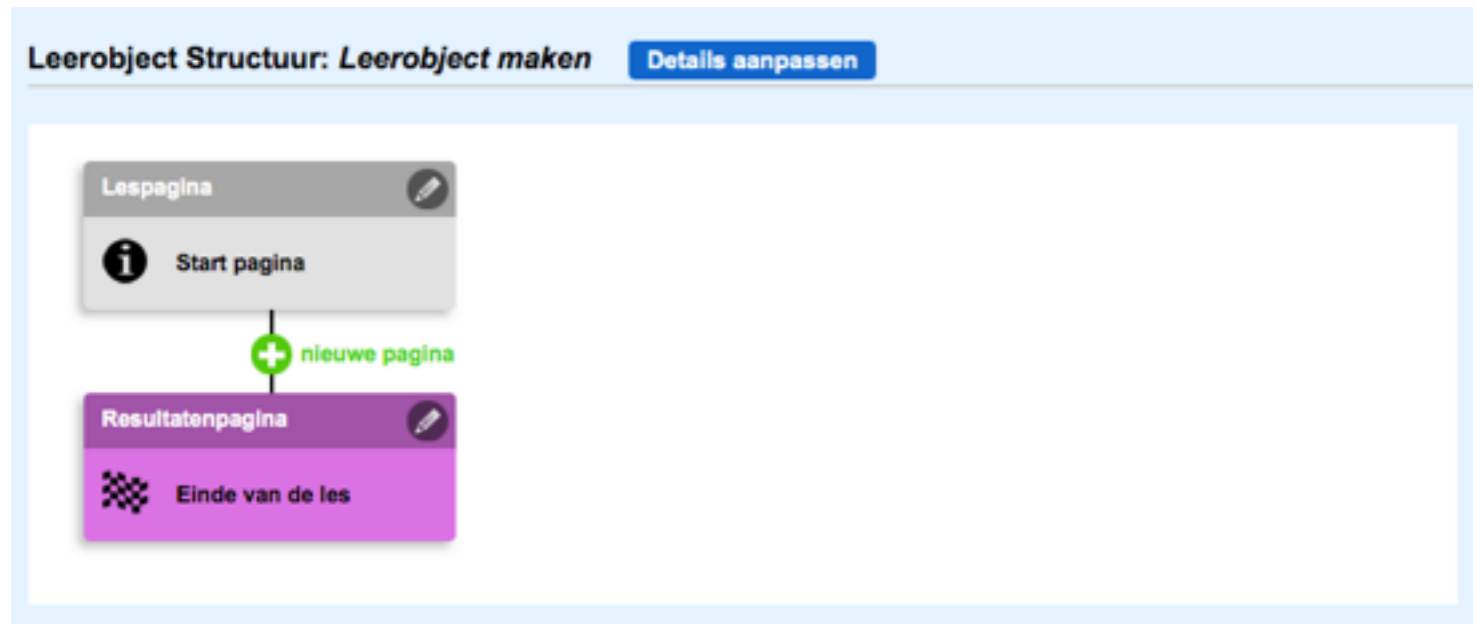 Leerobject Structuur: Leerobject maken Details aanpassen
Lespagina
Start pagina
nieuwe pagina
Resultatenpagina
Einde van de les